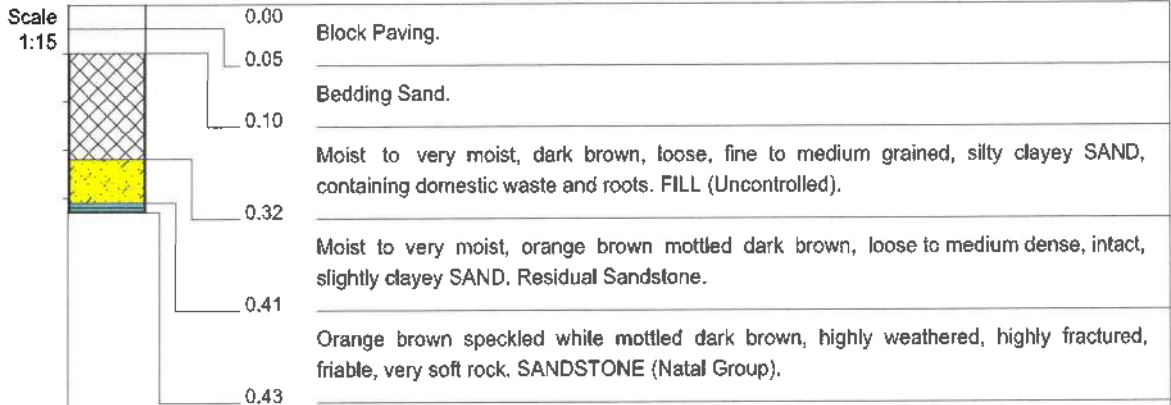 Scale
1:15
0.00
Block Paving.
0.05
Bedding Sand.
0.10
Moist to very moist, dark brown, loose, fine to medium grained, silty clayey SAND,
containing domestic waste and roots. FILL (Uncontrolled).
0.32
Moist to very moist, orange brown mottled dark brown, loose to medium dense, intact,
slightly clayey SAND. Residual Sandstone.
0.41
Orange brown speckled while mottled dark brown, highly weathered, highly fractured,
friable, very soft rock. SANDSTONE (Natal Group).
0.43